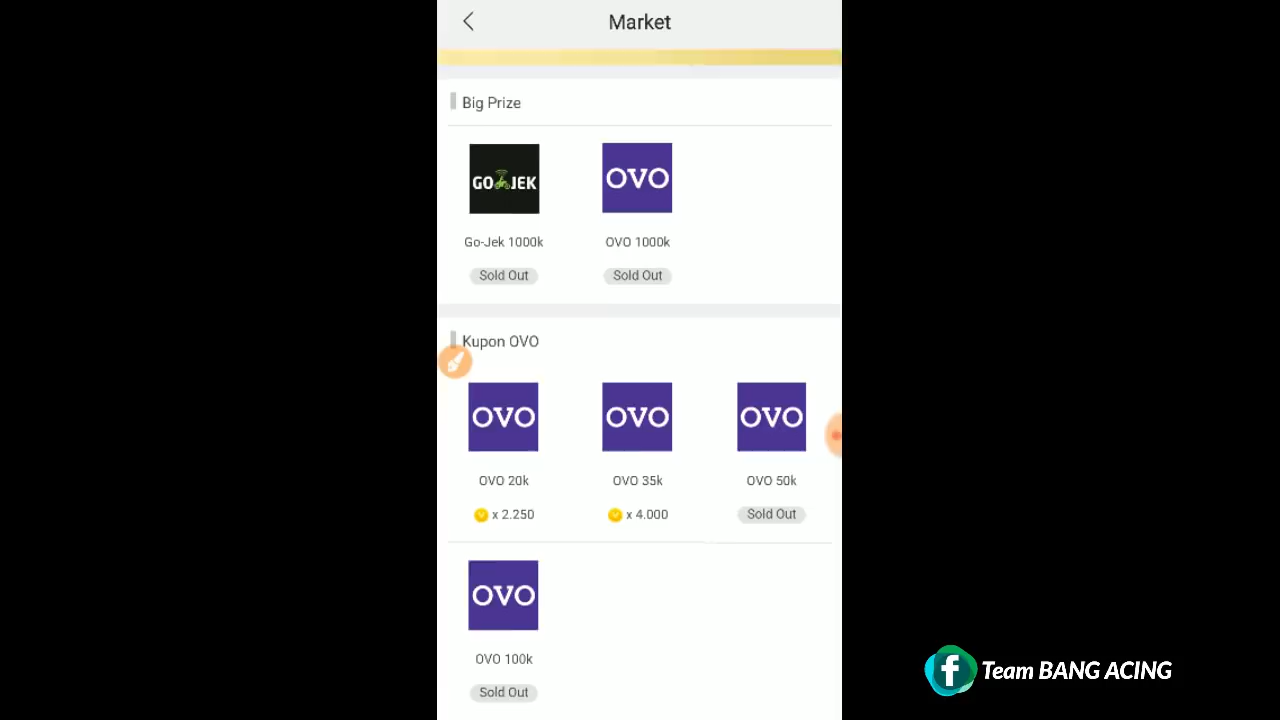 Market
Big Prize
GO JEK
OVO
Go-Jek 1000k
OVO 1000k
Sold Out
Sold Out
Kupon OVO
OVO
OVO
OVO
OVO 20k
OVO 35k
OVO 50k
x 2.250
x 4.000
Sold Out
OVO
OVO 100k
Sold Out
f Team BANG ACING